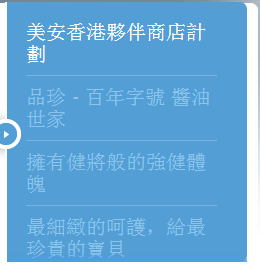 美安香港夥伴商店計
劃
品珍 - 百年字號 醬油
世家
擁有健將般的強健體
魄
最細緻的呵護，給最
珍貴的寶貝